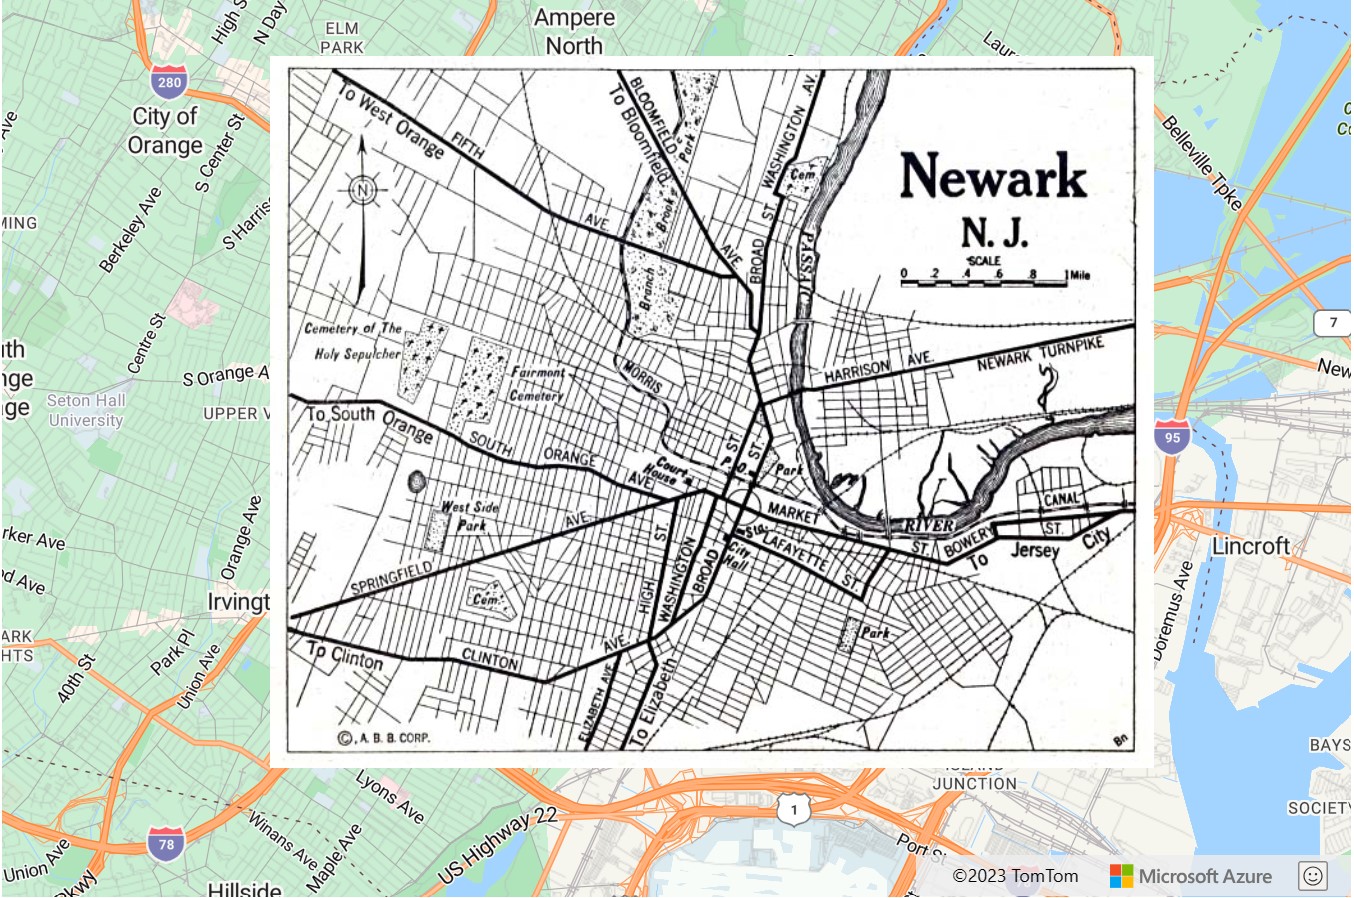 High S
N Day
ELM
PARK
Ampere
North
280
City of
Orange
S Center St
S Harris
Berkeley Ave
MING
Centre St
S Orange A
Seton Hall
University
UPPER V
Orange Ave
rker Ave
Irvingt
ARK
HTS
40th St
Park Pl
Union Ave
Lyons Ave
Winans Ave
Maple Ave
78
Union Ave
Pkwy
Hillside
US Highway 22
1
JUNCTION
Port St
Belleville Tpke
7
New
95
Lincroft
Doremus Ave
BAYS
SOCIETY
To West Orange
FIFTH
AVE.
BLOOMFIELD
To Bloomfield
AVE
Park
Brook
Branch
WASHINGTON AV.
Cem.
BROAD ST.
PASSAIC
Newark
N. J.
SCALE
0 .2 .4 .6 .8 1 Mile
N
Cemetery of The
Holy Sepulcher
Fairmont
Cemetery
MORRIS
HARRISON AVE.
NEWARK TURNPIKE
To South Orange
SOUTH ORANGE AVE.
Court
House
P.O.
ST.
ST.
Park
West Side
Park
MARKET ST.
RIVER
CANAL
BOWERY ST.
To Jersey City
Sta.
LAFAYETTE ST.
City
Hall
SPRINGFIELD AVE.
Cem.
HIGH ST.
WASHINGTON
BROAD
Park
To Clinton
CLINTON AVE.
ELIZABETH AVE.
To Elizabeth
©, A. B. B. CORP.
Bn
©2023 TomTom
Microsoft Azure